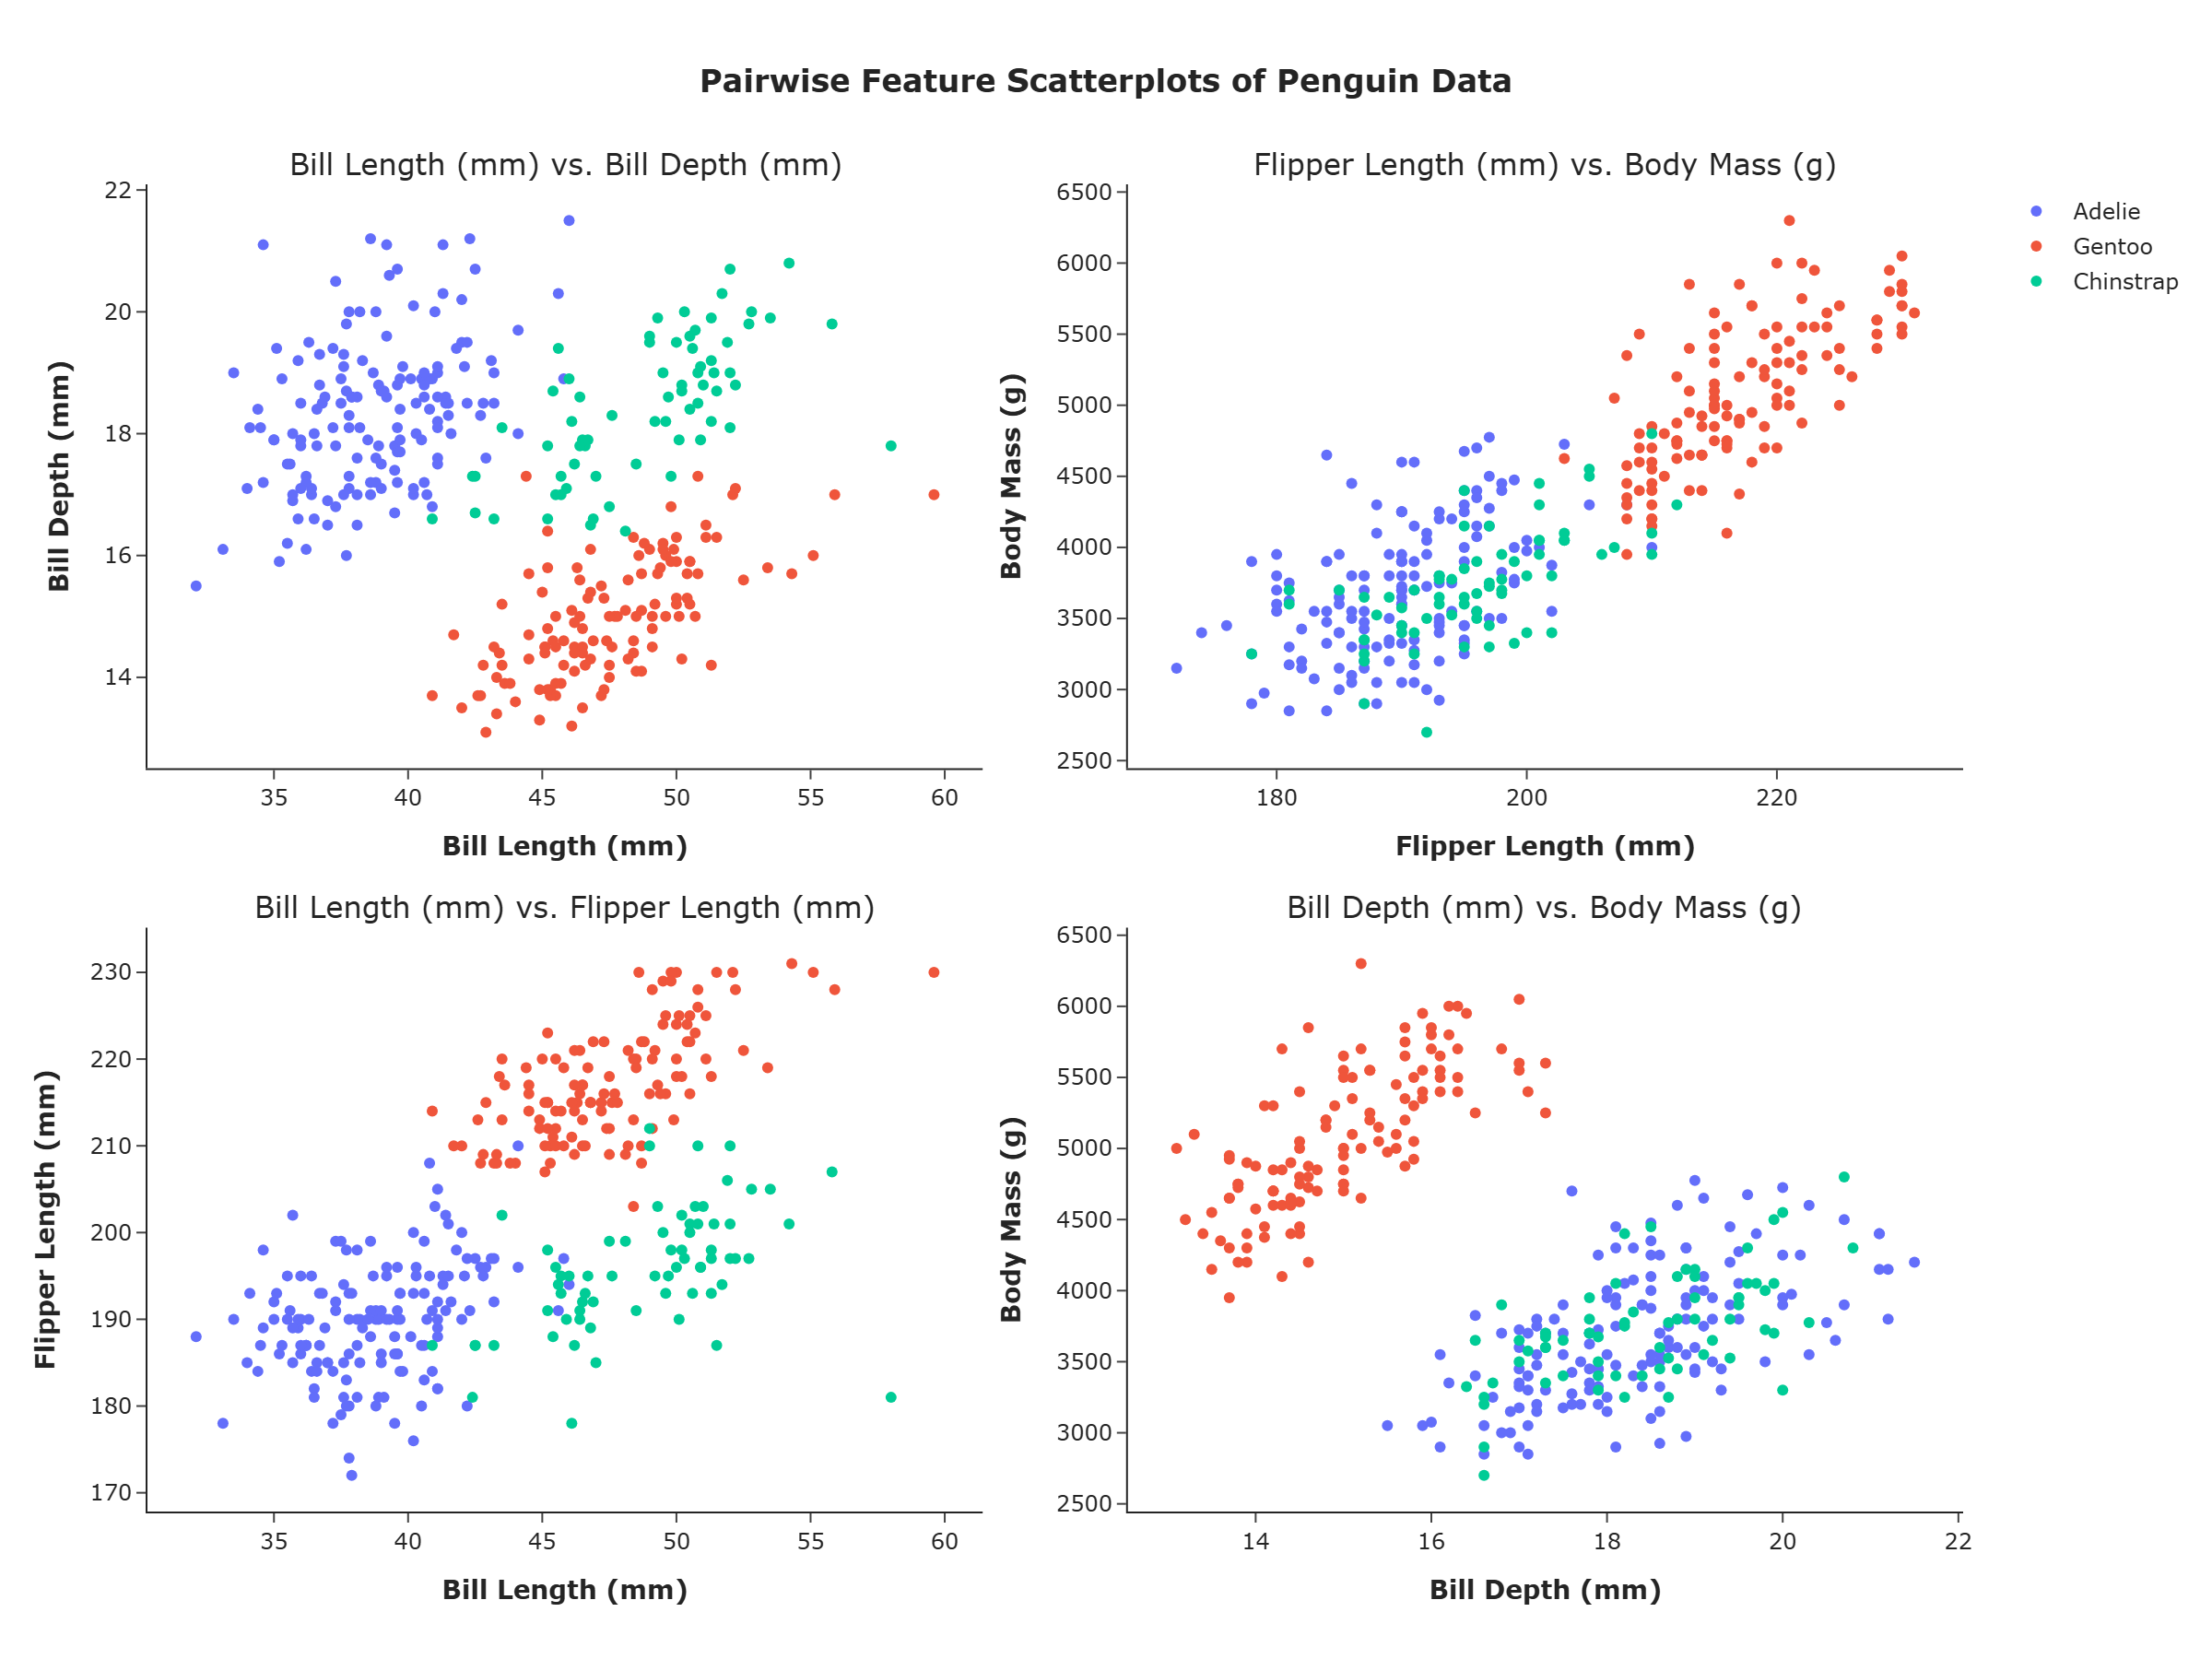 Pairwise Feature Scatterplots of Penguin Data
Bill Length (mm) vs. Bill Depth (mm)
22
20
18
16
14
Bill Depth (mm)
35 40 45 50 55 60
Bill Length (mm)
Flipper Length (mm) vs. Body Mass (g)
6500
6000
5500
5000
4500
4000
3500
3000
2500
Body Mass (g)
180 200 220
Flipper Length (mm)
Adelie
Gentoo
Chinstrap
Bill Length (mm) vs. Flipper Length (mm)
230
220
210
200
190
180
170
Flipper Length (mm)
35 40 45 50 55 60
Bill Length (mm)
Bill Depth (mm) vs. Body Mass (g)
6500
6000
5500
5000
4500
4000
3500
3000
2500
Body Mass (g)
14 16 18 20 22
Bill Depth (mm)